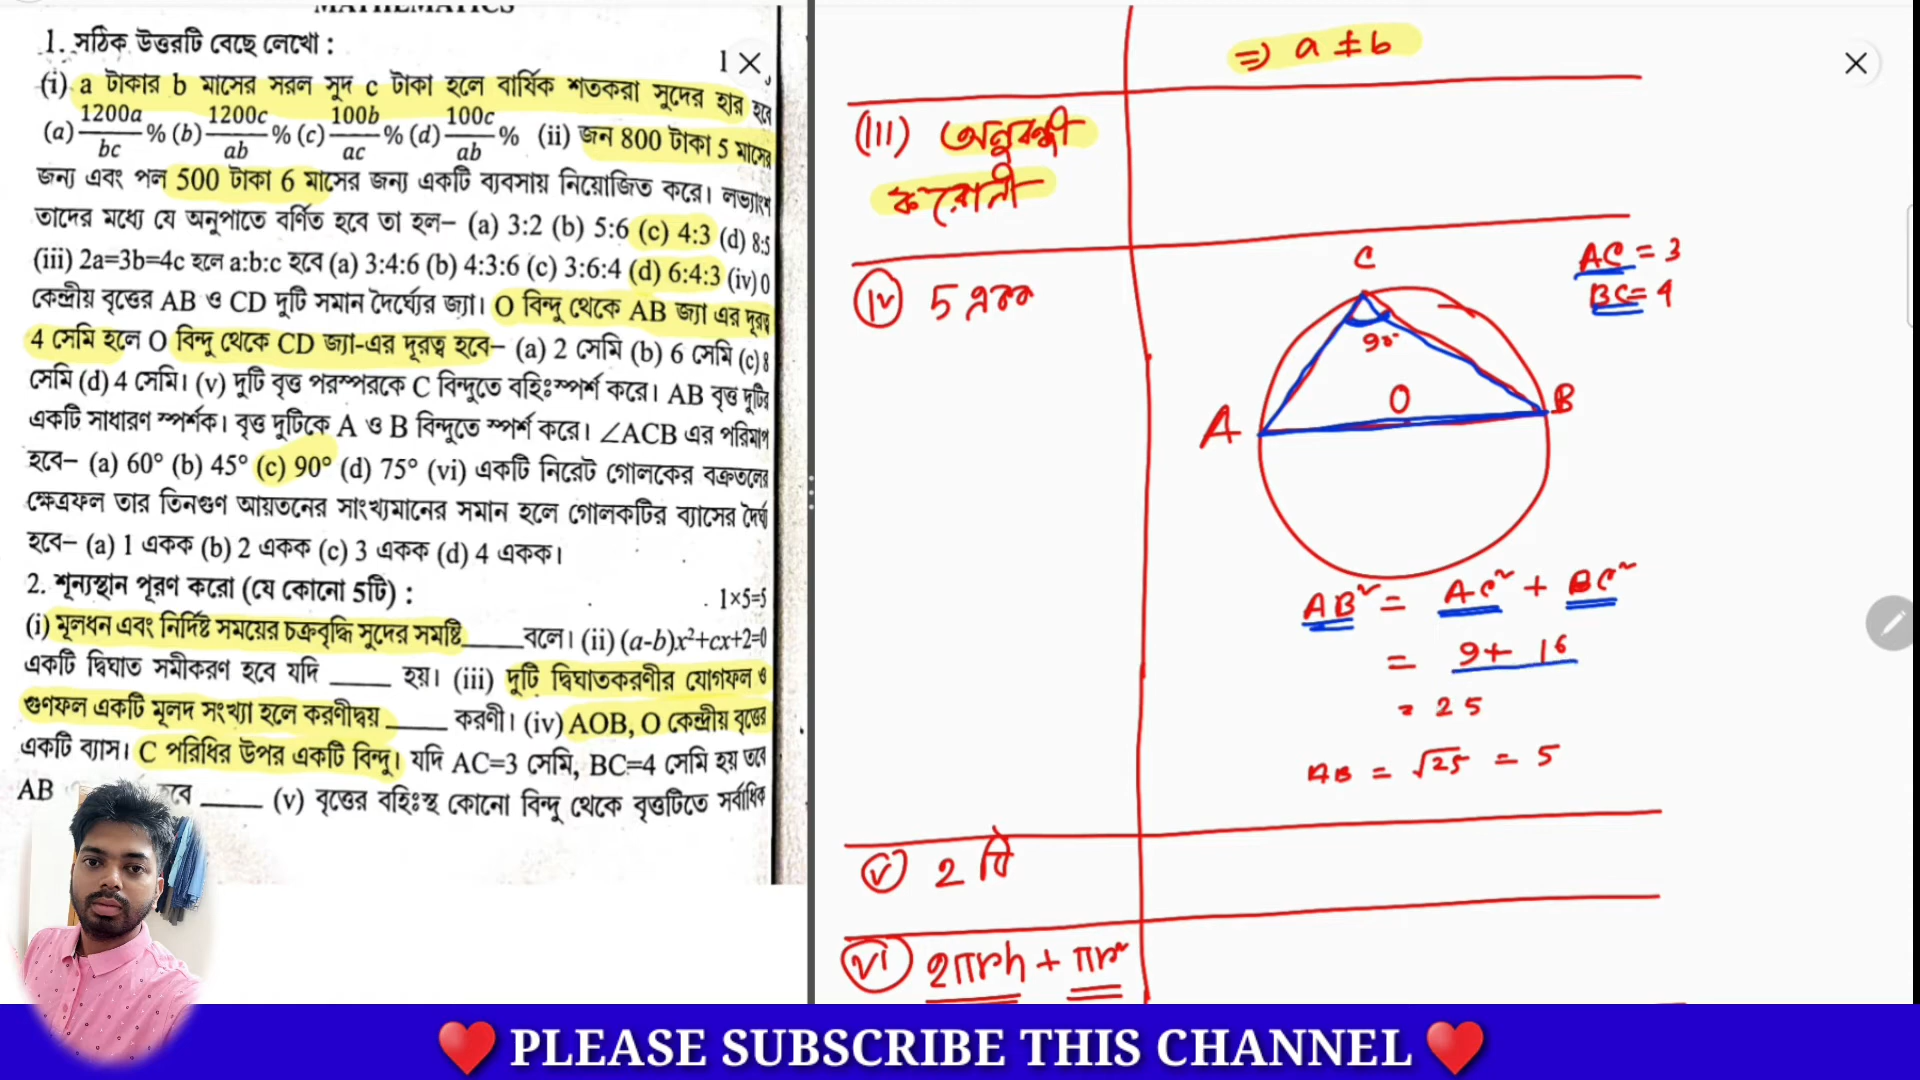 MATHEMATICS
1. সঠিক উত্তরটি বেছে লেখো : 1
(i) a টাকার b মাসের সরল সুদ c টাকা হলে বার্ষিক শতকরা সুদের হার হবে
(a) 1200a/bc % (b) 1200c/ab % (c) 100b/ac % (d) 100c/ab % (ii) জন 800 টাকা 5 মাসের
জন্য এবং পল 500 টাকা 6 মাসের জন্য একটি ব্যবসায় নিয়োজিত করে। লভ্যাংশ
তাদের মধ্যে যে অনুপাতে বর্ণিত হবে তা হল– (a) 3:2 (b) 5:6 (c) 4:3 (d) 8:5
(iii) 2a=3b=4c হলে a:b:c হবে (a) 3:4:6 (b) 4:3:6 (c) 3:6:4 (d) 6:4:3 (iv) 0
কেন্দ্রীয় বৃত্তের AB ও CD দুটি সমান দৈর্ঘ্যের জ্যা। O বিন্দু থেকে AB জ্যা এর দূরত্ব
4 সেমি হলে O বিন্দু থেকে CD জ্যা-এর দূরত্ব হবে– (a) 2 সেমি (b) 6 সেমি (c) 8
সেমি (d) 4 সেমি। (v) দুটি বৃত্ত পরস্পরকে C বিন্দুতে বহিঃস্পর্শ করে। AB বৃত্ত দুটির
একটি সাধারণ স্পর্শক। বৃত্ত দুটিকে A ও B বিন্দুতে স্পর্শ করে। ∠ACB এর পরিমাপ
হবে– (a) 60° (b) 45° (c) 90° (d) 75° (vi) একটি নিরেট গোলকের বক্রতলের
ক্ষেত্রফল তার তিনগুণ আয়তনের সাংখ্যমানের সমান হলে গোলকটির ব্যাসের দৈর্ঘ্য
হবে– (a) 1 একক (b) 2 একক (c) 3 একক (d) 4 একক।
2. শূন্যস্থান পূরণ করো (যে কোনো 5টি) : 1×5=5
(i) মূলধন এবং নির্দিষ্ট সময়ের চক্রবৃদ্ধি সুদের সমষ্টি ____ বলে। (ii) (a-b)x²+cx+2=0
একটি দ্বিঘাত সমীকরণ হবে যদি ____ হয়। (iii) দুটি দ্বিঘাতকরণীর যোগফল ও
গুণফল একটি মূলদ সংখ্যা হলে করণীদ্বয় ____ করণী। (iv) AOB, O কেন্দ্রীয় বৃত্তের
একটি ব্যাস। C পরিধির উপর একটি বিন্দু। যদি AC=3 সেমি, BC=4 সেমি হয় তবে
AB হবে ____ (v) বৃত্তের বহিঃস্থ কোনো বিন্দু থেকে বৃত্তটিতে সর্বাধিক
⇒ a ≠ b
(III) অনুবন্ধী
করোনী
(IV) 5 একক
C
AC = 3
BC = 4
90°
O
A
B
AB² = AC² + BC²
= 9 + 16
= 25
AB = √25 = 5
(V) 2 টি
(VI) 2πrh + πr²
PLEASE SUBSCRIBE THIS CHANNEL